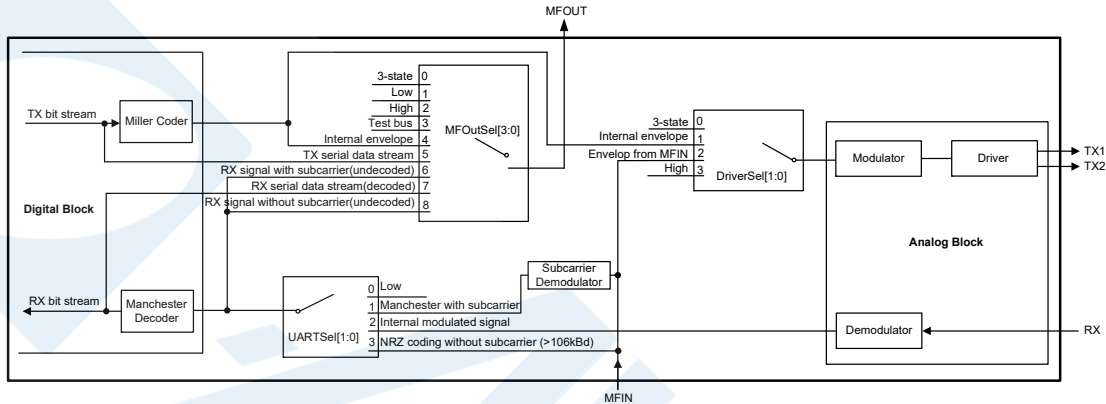 MFOUT
3-state 0
Low 1
High 2
Test bus 3
Internal envelope 4
TX serial data stream 5
RX signal with subcarrier(undecoded) 6
RX serial data stream(decoded) 7
RX signal without subcarrier(undecoded) 8
MFOutSel[3:0]
TX bit stream
Miller Coder
3-state 0
Internal envelope 1
Envelop from MFIN 2
High 3
DriverSel[1:0]
Modulator
Driver
TX1
TX2
Digital Block
Analog Block
Subcarrier
Demodulator
RX bit stream
Manchester
Decoder
UARTSel[1:0]
0 Low
1 Manchester with subcarrier
2 Internal modulated signal
3 NRZ coding without subcarrier (>106kBd)
Demodulator
RX
MFIN